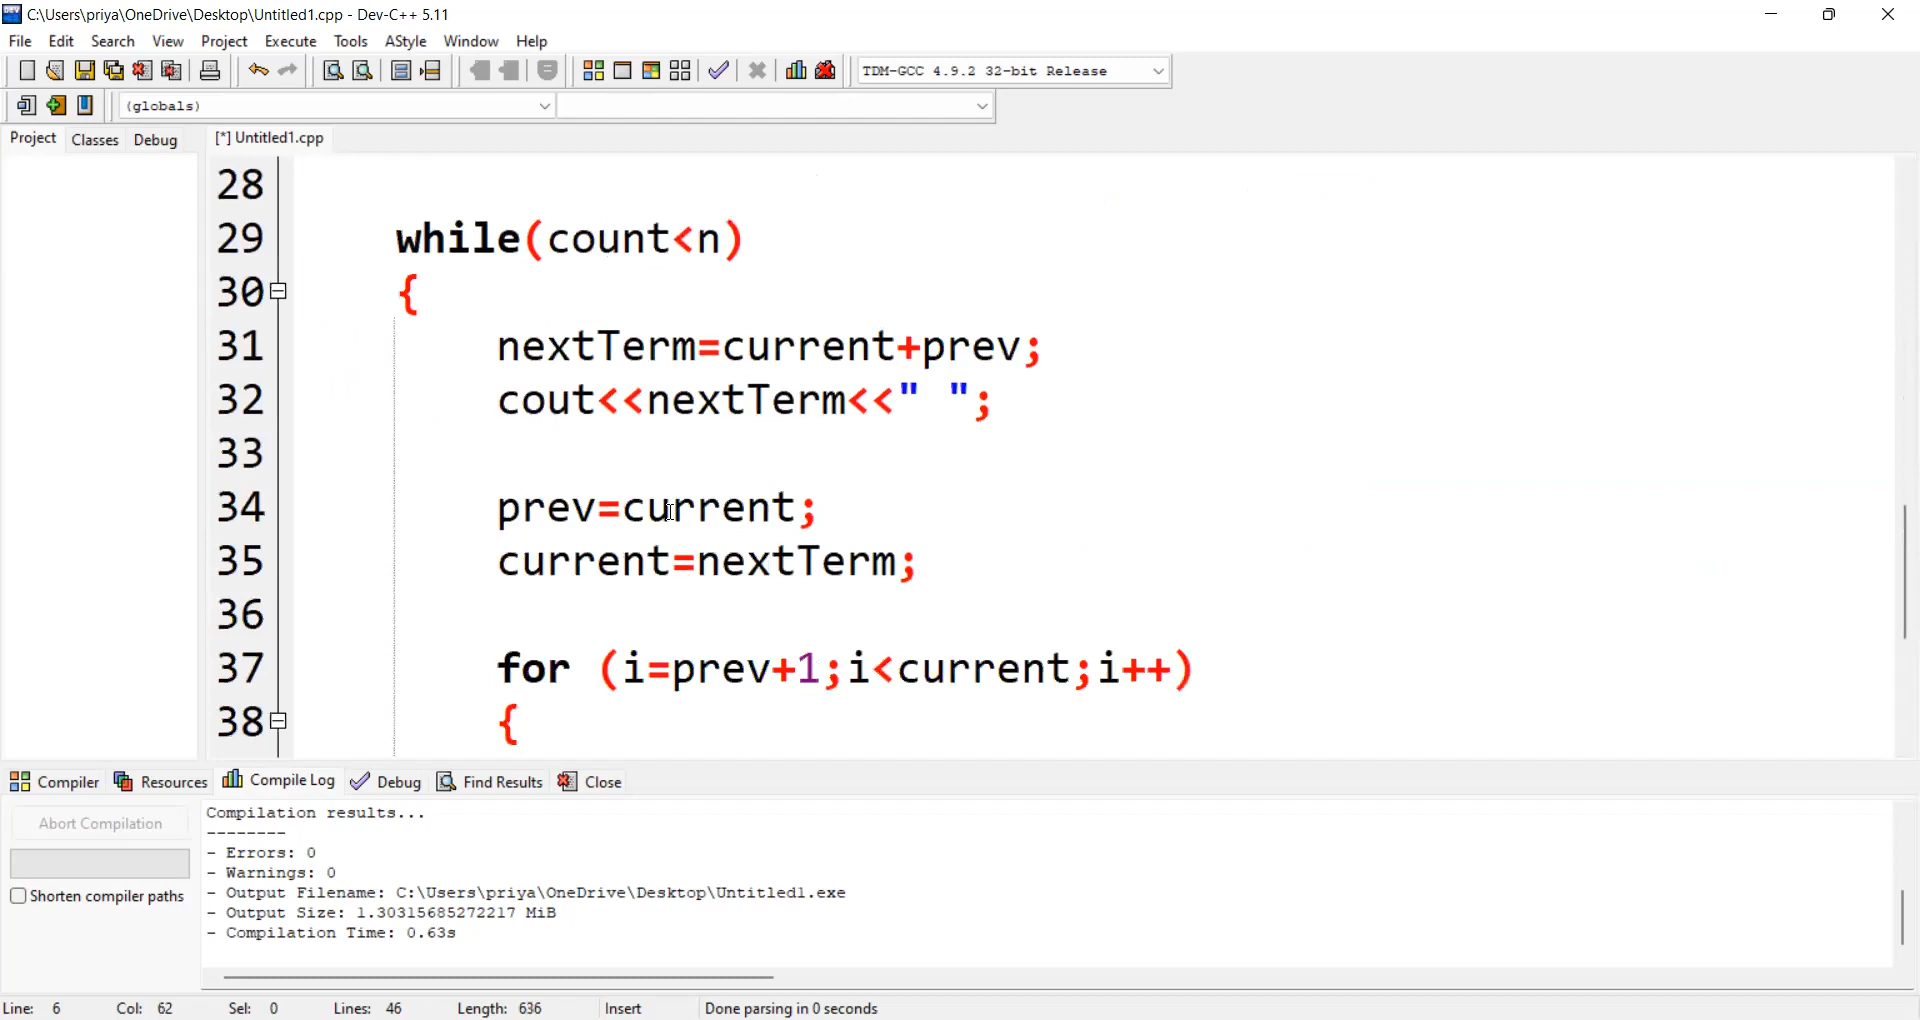 C:\Users\priya\OneDrive\Desktop\Untitled1.cpp - Dev-C++ 5.11
File Edit Search View Project Execute Tools AStyle Window Help
TDM-GCC 4.9.2 32-bit Release
(globals)
Project Classes Debug [*] Untitled1.cpp
28
29 while(count<n)
30 {
31 nextTerm=current+prev;
32 cout<<nextTerm<<" ";
33
34 prev=current;
35 current=nextTerm;
36
37 for (i=prev+1;i<current;i++)
38 {
Compiler Resources Compile Log Debug Find Results Close
Abort Compilation
Shorten compiler paths
Compilation results...
--------
- Errors: 0
- Warnings: 0
- Output Filename: C:\Users\priya\OneDrive\Desktop\Untitled1.exe
- Output Size: 1.30315685272217 MiB
- Compilation Time: 0.63s
Line: 6 Col: 62 Sel: 0 Lines: 46 Length: 636 Insert Done parsing in 0 seconds